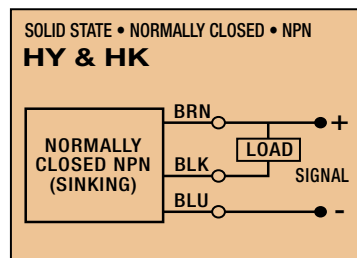 SOLID STATE • NORMALLY CLOSED • NPN
HY & HK
BRN
+
NORMALLY
CLOSED NPN
(SINKING)
LOAD
BLK
SIGNAL
BLU
-